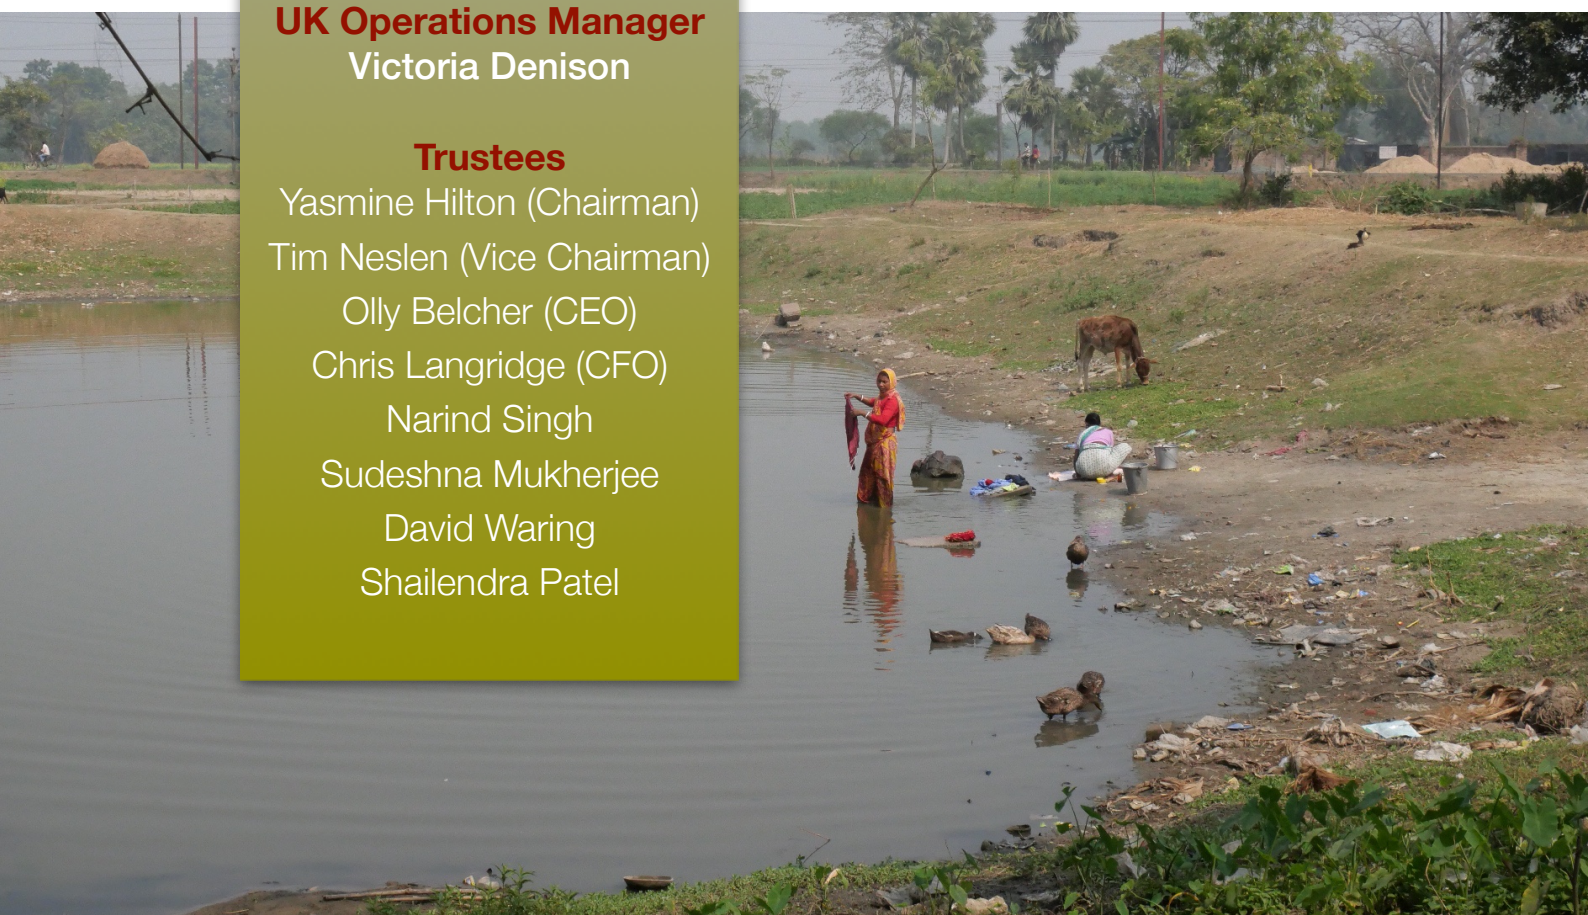 UK Operations Manager
Victoria Denison
Trustees
Yasmine Hilton (Chairman)
Tim Neslen (Vice Chairman)
Olly Belcher (CEO)
Chris Langridge (CFO)
Narind Singh
Sudeshna Mukherjee
David Waring
Shailendra Patel